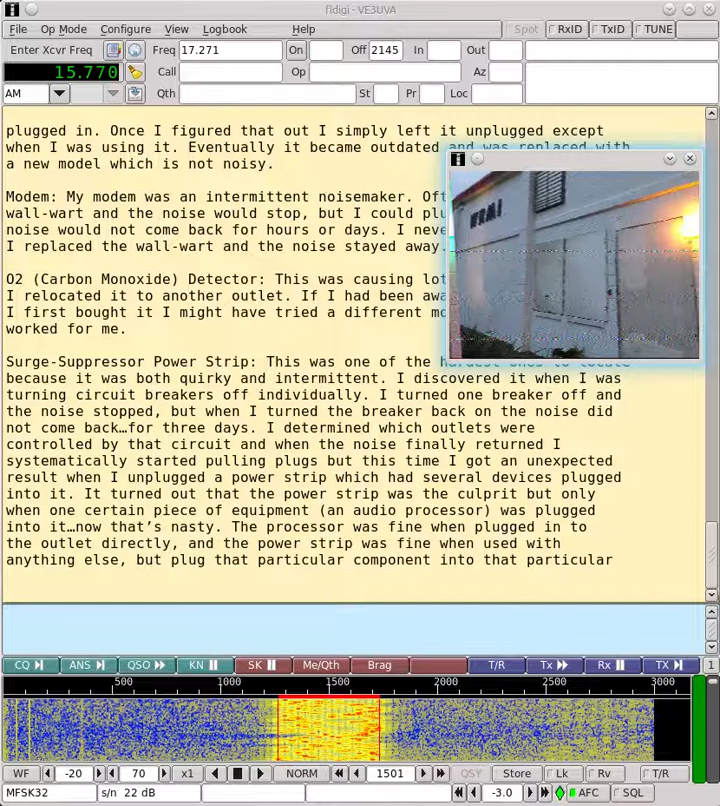 fldigi - VE3UVA
File Op Mode Configure View Logbook Help Spot RxID TxID TUNE
Enter Xcvr Freq Freq 17.271 On Off 2145 In Out
15.770 Call Op Az
AM Qth St Pr Loc
plugged in. Once I figured that out I simply left it unplugged except
when I was using it. Eventually it became outdated and was replaced with
a new model which is not noisy.
Modem: My modem was an intermittent noisemaker.
wall-wart and the noise would stop, but I could
noise would not come back for hours or days. I
I replaced the wall-wart and the noise stayed away.
O2 (Carbon Monoxide) Detector: This was causing
I relocated it to another outlet. If I had been
I first bought it I might have tried a different
worked for me.
WRMI
Surge-Suppressor Power Strip: This was one of the hardest ones to locate
because it was both quirky and intermittent. I discovered it when I was
turning circuit breakers off individually. I turned one breaker off and
the noise stopped, but when I turned the breaker back on the noise did
not come back…for three days. I determined which outlets were
controlled by that circuit and when the noise finally returned I
systematically started pulling plugs but this time I got an unexpected
result when I unplugged a power strip which had several devices plugged
into it. It turned out that the power strip was the culprit but only
when one certain piece of equipment (an audio processor) was plugged
into it…now that’s nasty. The processor was fine when plugged in to
the outlet directly, and the power strip was fine when used with
anything else, but plug that particular component into that particular
CQ ANS QSO KN SK Me/Qth Brag T/R Tx Rx TX 1
500 1000 1500 2000 2500 3000
WF -20 70 x1 NORM 1501 QSY Store Lk Rv T/R
MFSK32 s/n 22 dB -3.0 AFC SQL